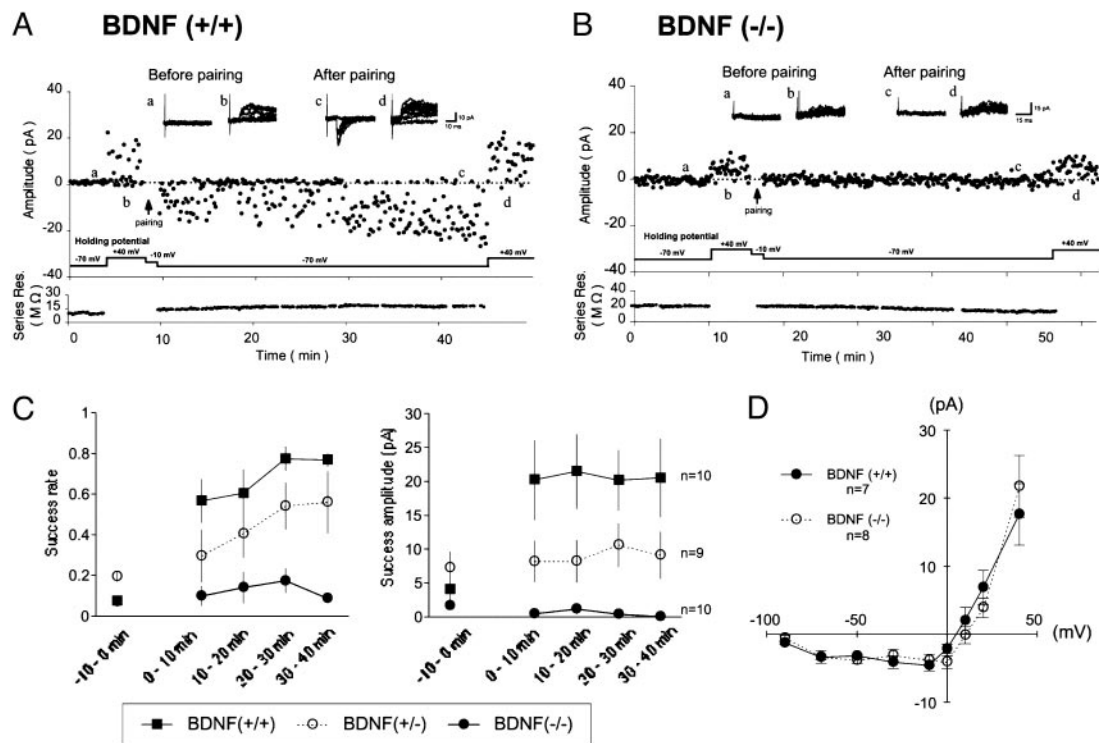 A BDNF (+/+)
Before pairing After pairing
a b c d
10 pA
10 ms
Amplitude ( pA )
40
20
0
-20
-40
a c
b d
pairing
Holding potential
-70 mV +40 mV -10 mV -70 mV +40 mV
Series Res.
( M Ω )
30
15
0
0 10 20 30 40
Time ( min )
B BDNF (-/-)
Before pairing After pairing
a b c d
15 pA
15 ms
Amplitude ( pA )
40
20
0
-20
-40
a c
b d
pairing
Holding potential
-70 mV +40 mV -10 mV -70 mV +40 mV
Series Res.
( M Ω )
40
20
0
0 10 20 30 40 50
Time ( min )
C
Success rate
1
0.8
0.6
0.4
0.2
0
-10 - 0 min
0 - 10 min
10 - 20 min
20 - 30 min
30 - 40 min
Success amplitude (pA)
30
25
20
15
10
5
0
n=10
n=9
n=10
-10 - 0 min
0 - 10 min
10 - 20 min
20 - 30 min
30 - 40 min
BDNF(+/+) BDNF(+/-) BDNF(-/-)
D
(pA)
30
20
10
-10
BDNF (+/+)
n=7
BDNF (-/-)
n=8
-100 -50 50
(mV)